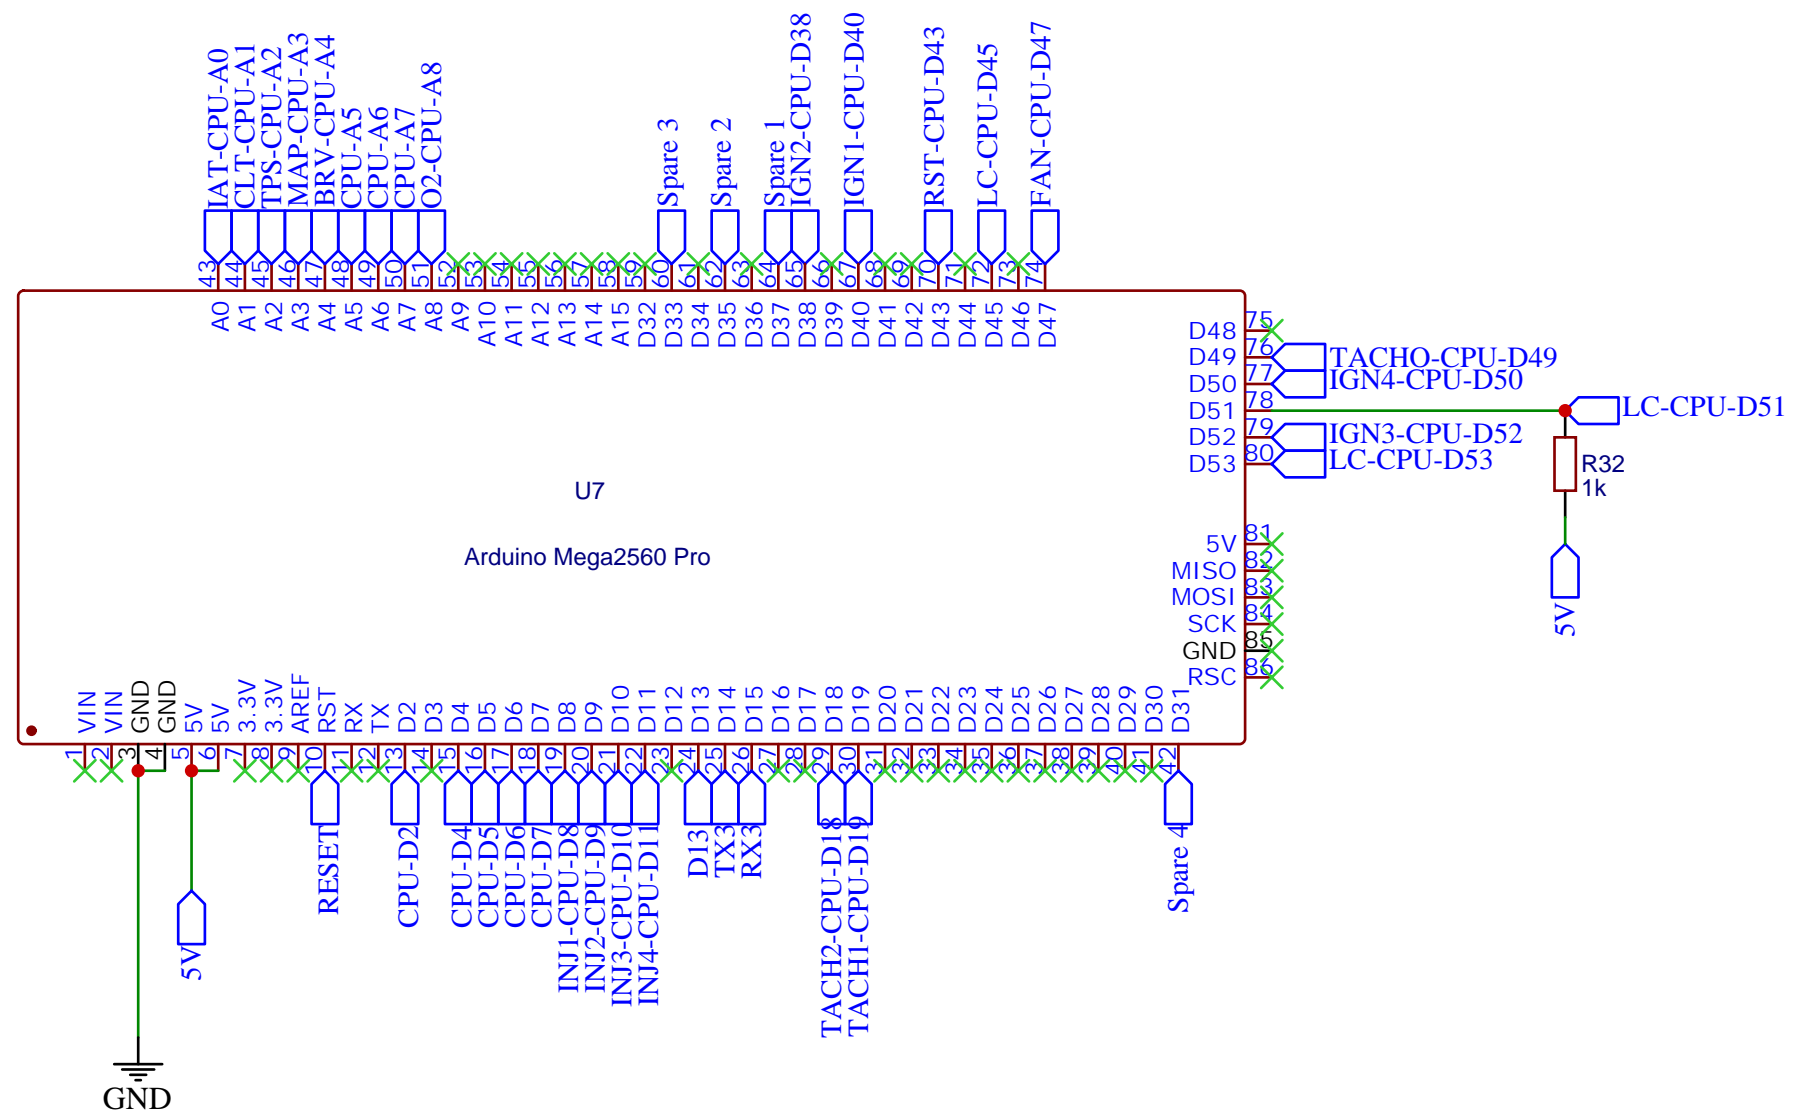 IAT-CPU-A0
CLT-CPU-A1
TPS-CPU-A2
MAP-CPU-A3
BRV-CPU-A4
CPU-A5
CPU-A6
CPU-A7
O2-CPU-A8
Spare 3
Spare 2
Spare 1
IGN2-CPU-D38
IGN1-CPU-D40
RST-CPU-D43
LC-CPU-D45
FAN-CPU-D47
43
44
45
46
47
48
49
50
51
52
53
54
55
56
57
58
59
60
61
62
63
64
65
66
67
68
69
70
71
72
73
74
A0
A1
A2
A3
A4
A5
A6
A7
A8
A9
A10
A11
A12
A13
A14
A15
D32
D33
D34
D35
D36
D37
D38
D39
D40
D41
D42
D43
D44
D45
D46
D47
D48 75
D49 76 TACHO-CPU-D49
D50 77 IGN4-CPU-D50
D51 78 LC-CPU-D51
D52 79 IGN3-CPU-D52
D53 80 LC-CPU-D53
R32
1k
5V
U7
Arduino Mega2560 Pro
5V 81
MISO 82
MOSI 83
SCK 84
GND 85
RSC 86
VIN
VIN
GND
GND
5V
5V
3.3V
3.3V
AREF
RST
RX
TX
D2
D3
D4
D5
D6
D7
D8
D9
D10
D11
D12
D13
D14
D15
D16
D17
D18
D19
D20
D21
D22
D23
D24
D25
D26
D27
D28
D29
D30
D31
1
2
3
4
5
6
7
8
9
10
11
12
13
14
15
16
17
18
19
20
21
22
23
24
25
26
27
28
29
30
31
32
33
34
35
36
37
38
39
40
41
42
5V
RESET
CPU-D2
CPU-D4
CPU-D5
CPU-D6
CPU-D7
INJ1-CPU-D8
INJ2-CPU-D9
INJ3-CPU-D10
INJ4-CPU-D11
D13
TX3
RX3
TACH2-CPU-D18
TACH1-CPU-D19
Spare 4
GND